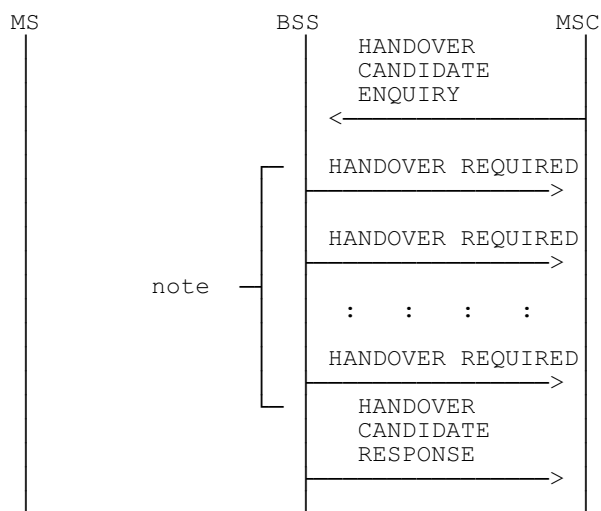 MS BSS MSC
HANDOVER
CANDIDATE
ENQUIRY
HANDOVER REQUIRED
HANDOVER REQUIRED
note
: : : :
HANDOVER REQUIRED
HANDOVER
CANDIDATE
RESPONSE